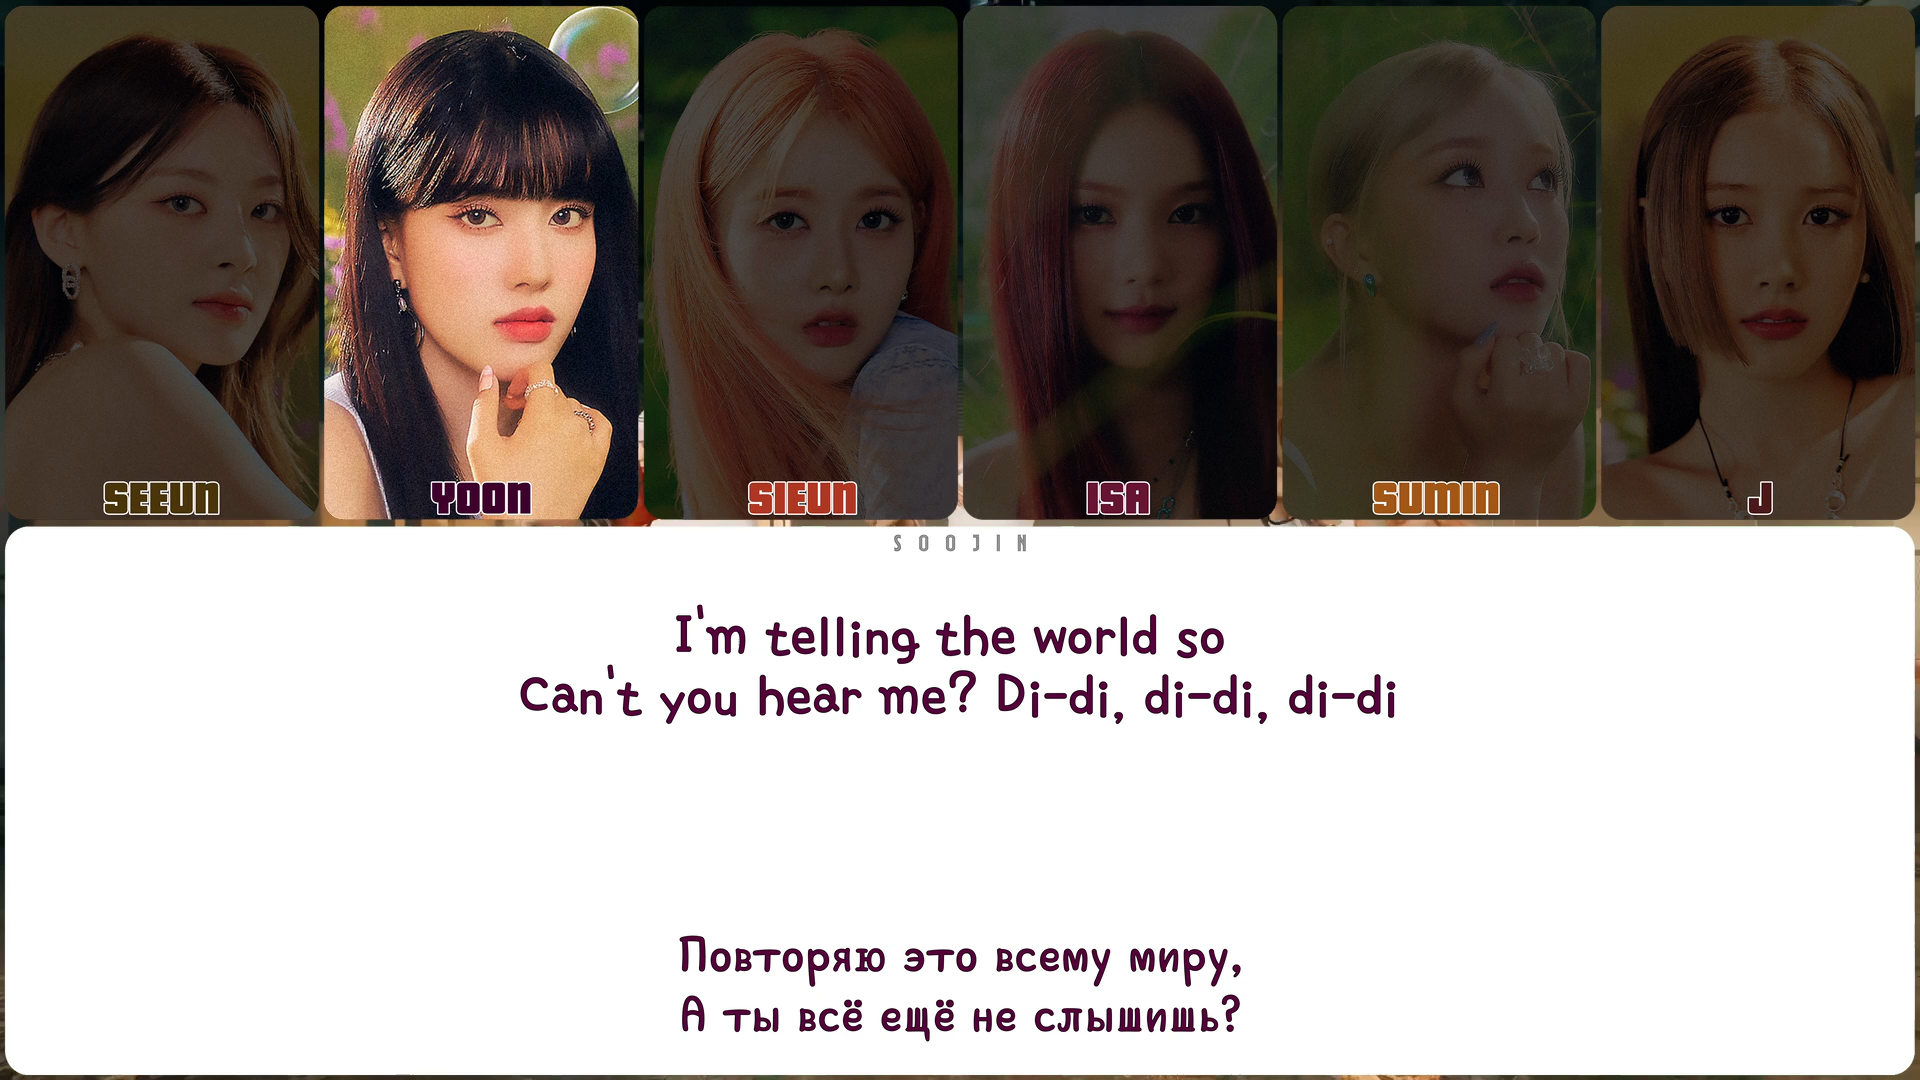 SEEUN YOON SIEUN ISA SUMIN J
SOOJIN
I'm telling the world so
Can't you hear me? Di-di, di-di, di-di
Повторяю это всему миру,
А ты всё ещё не слышишь?